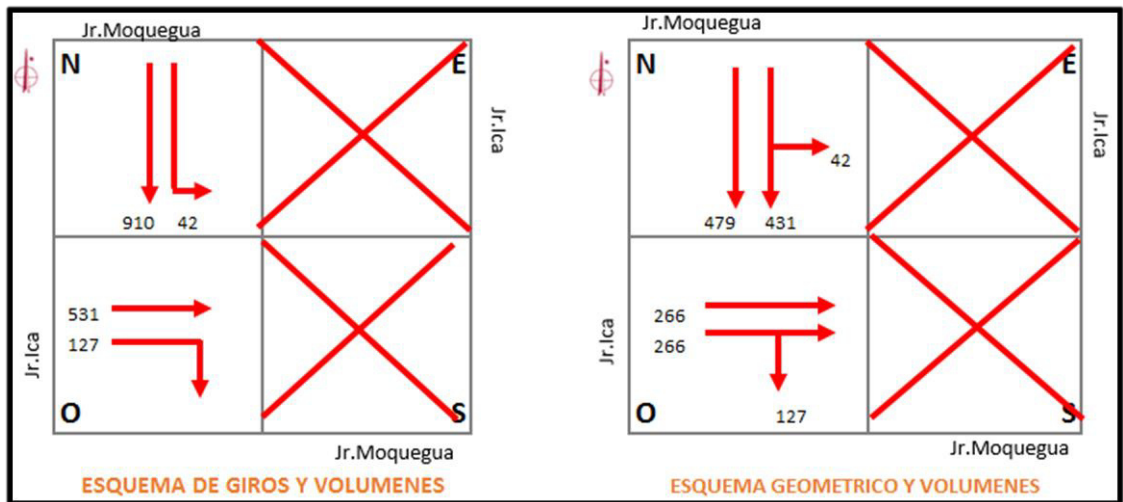 Jr.Moquegua
N
E
Jr.Ica
910 42
531
127
Jr.Ica
O
S
Jr.Moquegua
ESQUEMA DE GIROS Y VOLUMENES
Jr.Moquegua
N
E
Jr.Ica
42
479 431
266
266
Jr.Ica
O
127
S
Jr.Moquegua
ESQUEMA GEOMETRICO Y VOLUMENES